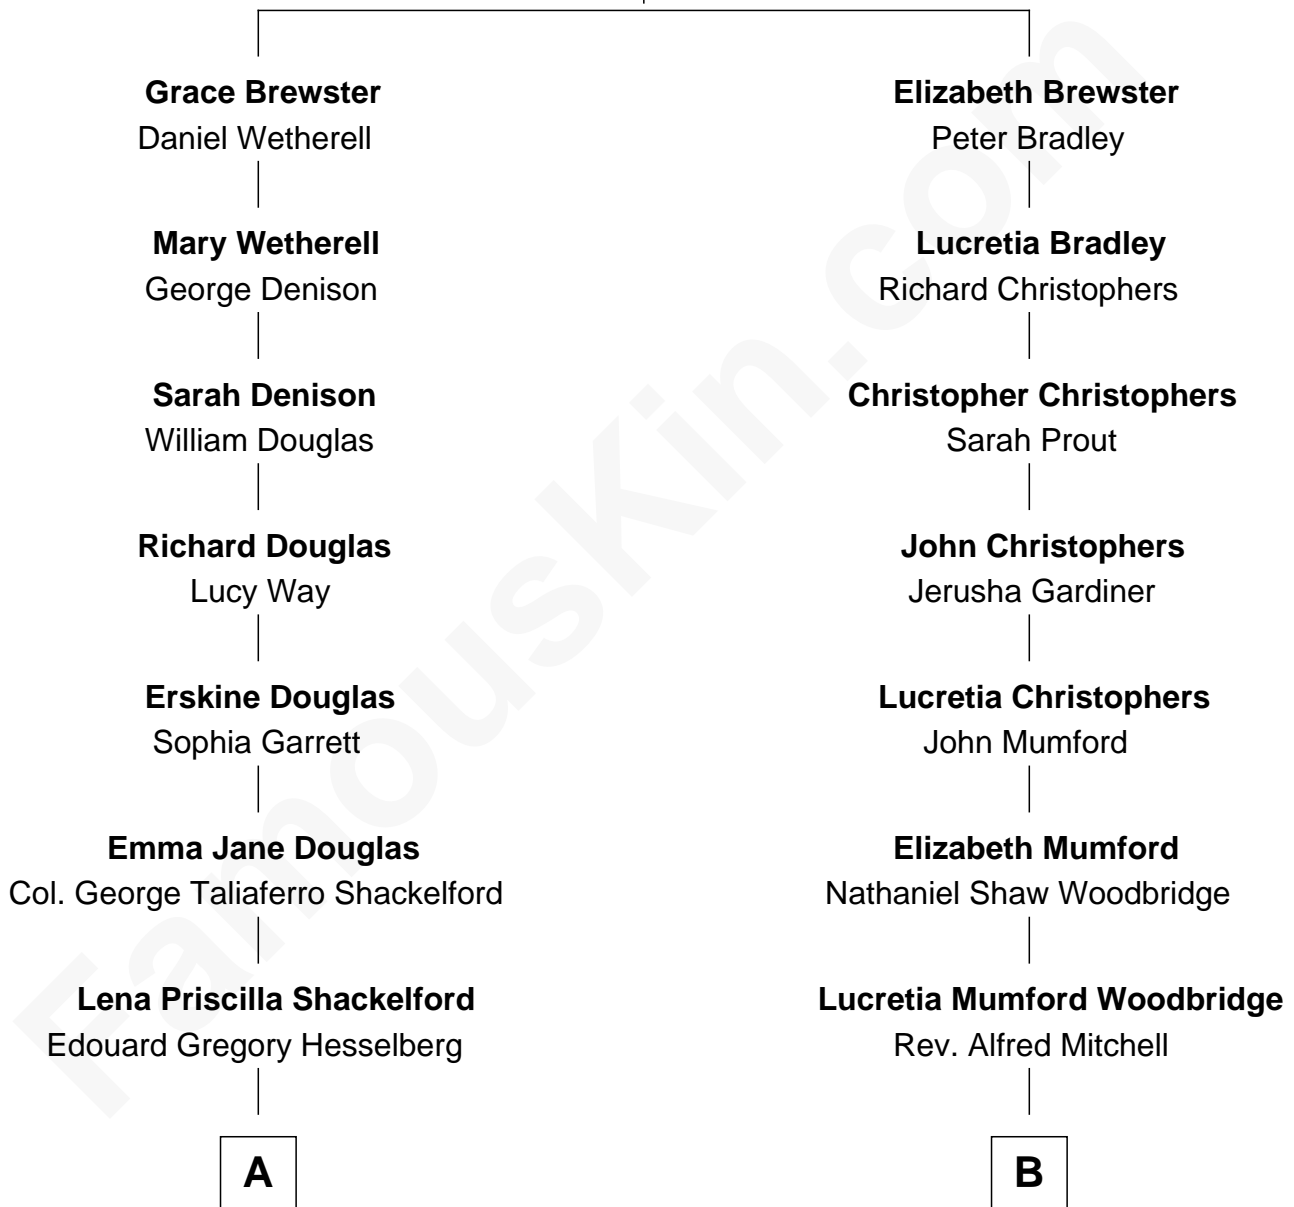 Grace Brewster
Daniel Wetherell
Mary Wetherell
George Denison
Sarah Denison
William Douglas
Richard Douglas
Lucy Way
Erskine Douglas
Sophia Garrett
Emma Jane Douglas
Col. George Taliaferro Shackelford
Lena Priscilla Shackelford
Edouard Gregory Hesselberg
A
Elizabeth Brewster
Peter Bradley
Lucretia Bradley
Richard Christophers
Christopher Christophers
Sarah Prout
John Christophers
Jerusha Gardiner
Lucretia Christophers
John Mumford
Elizabeth Mumford
Nathaniel Shaw Woodbridge
Lucretia Mumford Woodbridge
Rev. Alfred Mitchell
B
FamousKin.com